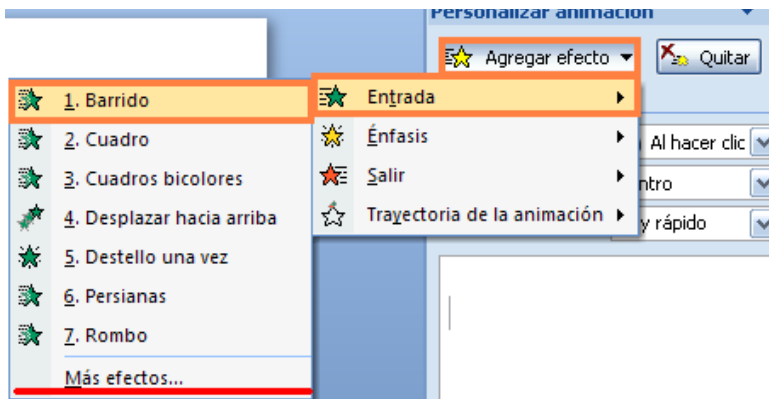 Personalizar animación
Agregar efecto
Quitar
1. Barrido
2. Cuadro
3. Cuadros bicolores
4. Desplazar hacia arriba
5. Destello una vez
6. Persianas
7. Rombo
Más efectos...
Entrada
Énfasis
Salir
Trayectoria de la animación
Al hacer clic
ntro
y rápido